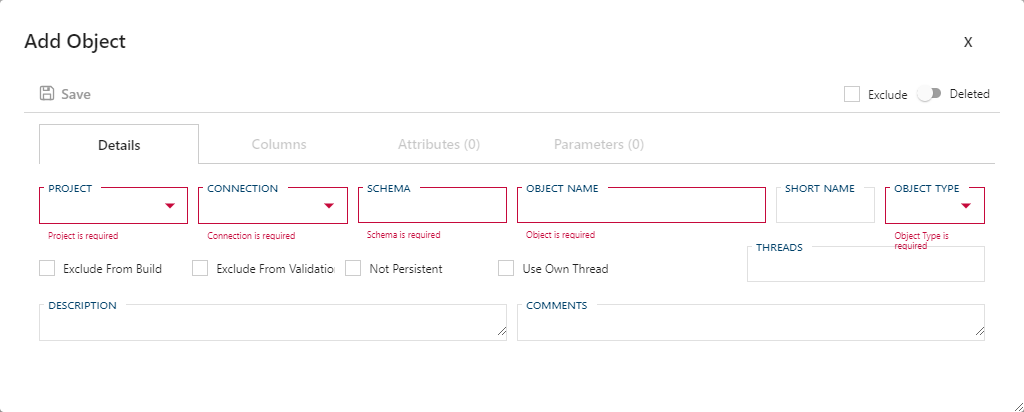 Add Object
X
Save
Exclude
Deleted
Details
Columns
Attributes (0)
Parameters (0)
PROJECT
CONNECTION
SCHEMA
OBJECT NAME
SHORT NAME
OBJECT TYPE
Project is required
Connection is required
Schema is required
Object is required
Object Type is
required
Exclude From Build
Exclude From Validatio
Not Persistent
Use Own Thread
THREADS
DESCRIPTION
COMMENTS